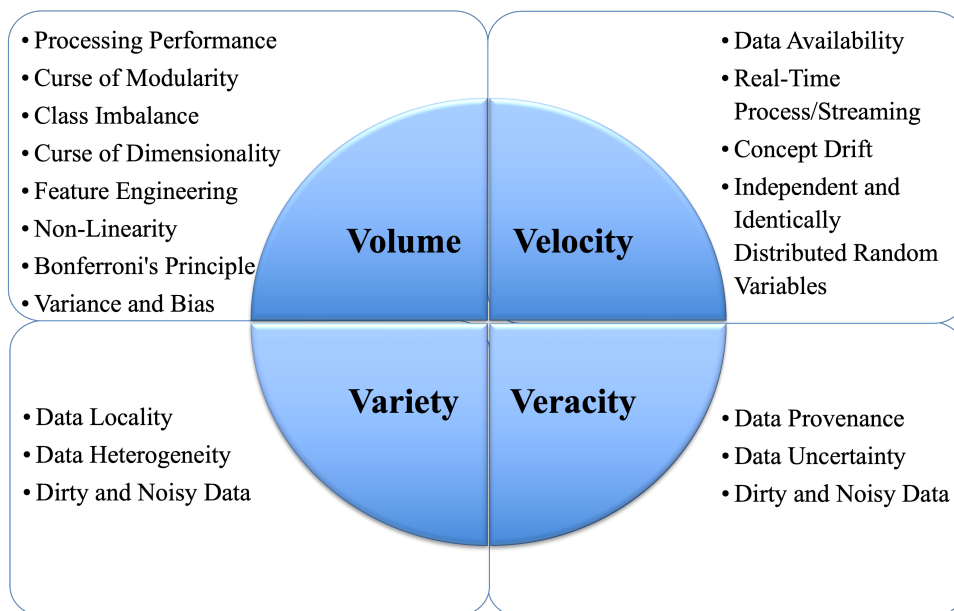 • Processing Performance
• Curse of Modularity
• Class Imbalance
• Curse of Dimensionality
• Feature Engineering
• Non-Linearity
• Bonferroni's Principle
• Variance and Bias
• Data Availability
• Real-Time
Process/Streaming
• Concept Drift
• Independent and
Identically
Distributed Random
Variables
Volume
Velocity
Variety
Veracity
• Data Locality
• Data Heterogeneity
• Dirty and Noisy Data
• Data Provenance
• Data Uncertainty
• Dirty and Noisy Data